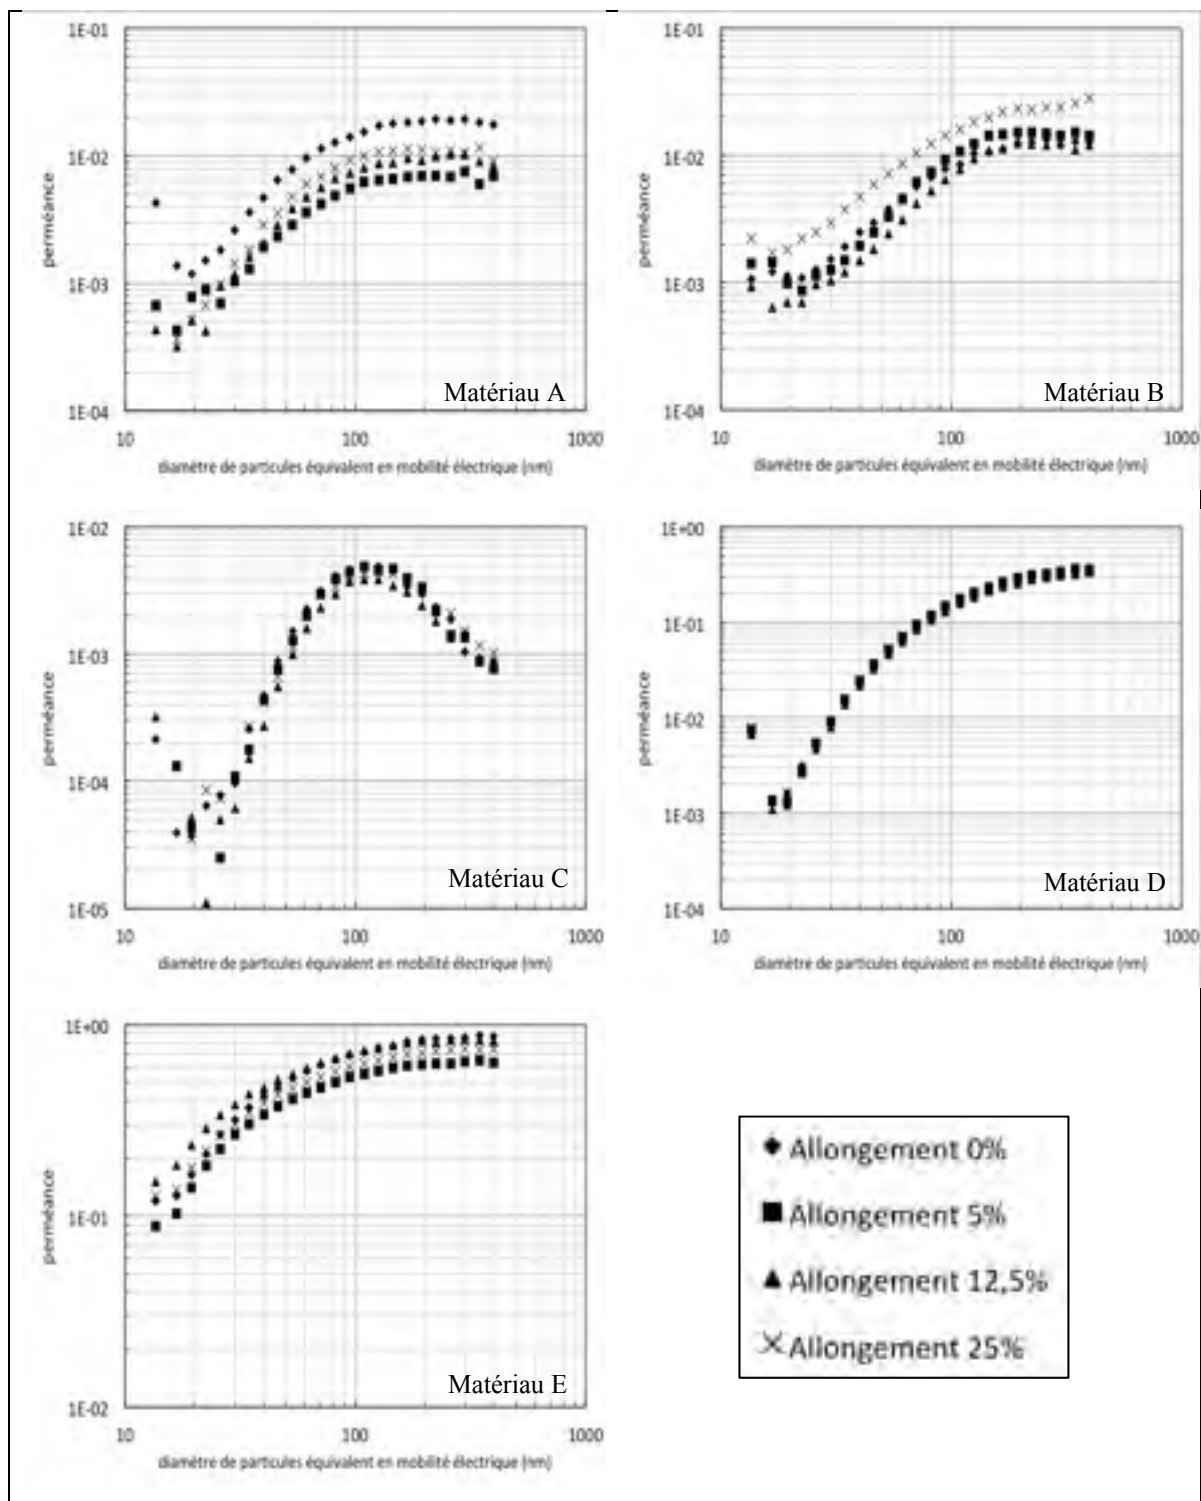 1E-01
1E-02
1E-03
1E-04
perméance
10
100
1000
diamètre de particules équivalent en mobilité électrique (nm)
Matériau A
1E-01
1E-02
1E-03
1E-04
perméance
10
100
1000
diamètre de particules équivalent en mobilité électrique (nm)
Matériau B
1E-02
1E-03
1E-04
1E-05
perméance
10
100
1000
diamètre de particules équivalent en mobilité électrique (nm)
Matériau C
1E+00
1E-01
1E-02
1E-03
1E-04
perméance
10
100
1000
diamètre de particules équivalent en mobilité électrique (nm)
Matériau D
1E+00
1E-01
1E-02
perméance
10
100
1000
diamètre de particules équivalent en mobilité électrique (nm)
Matériau E
Allongement 0%
Allongement 5%
Allongement 12,5%
Allongement 25%